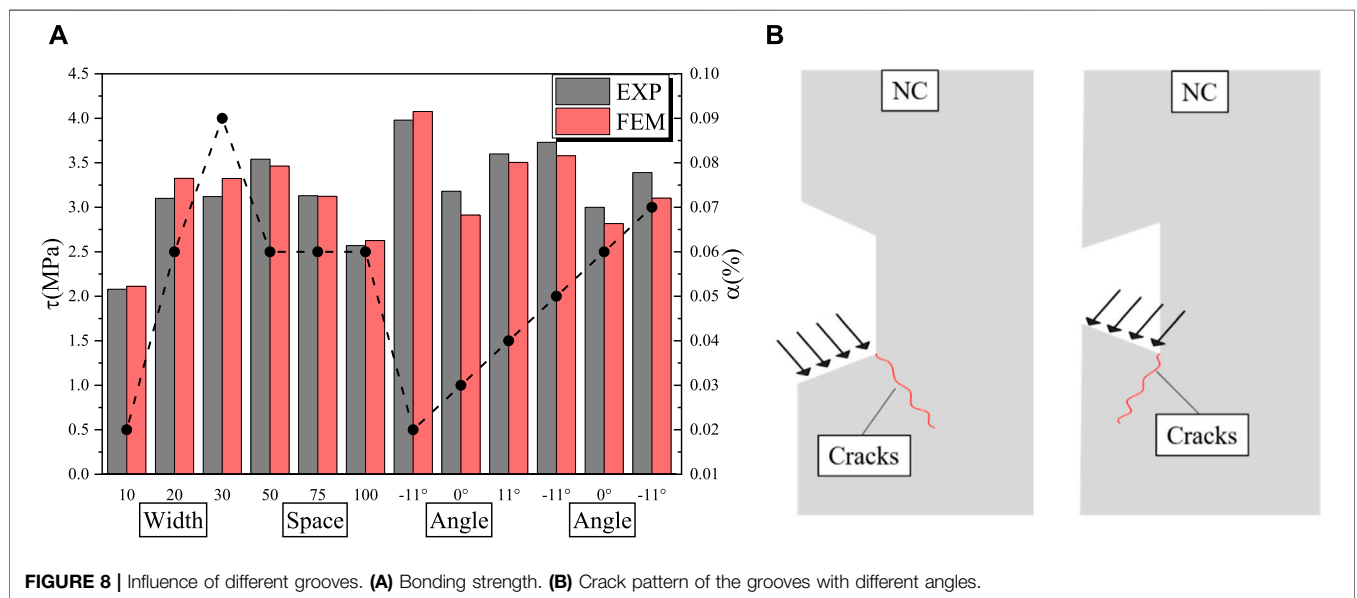 A
B
4.5
4.0
3.5
3.0
2.5
2.0
1.5
1.0
0.5
0.0
τ(MPa)
EXP
FEM
0.10
0.09
0.08
0.07
0.06
0.05
0.04
0.03
0.02
0.01
α(%)
10 20 30 50 75 100 -11° 0° 11° -11° 0° -11°
Width Space Angle Angle
NC
Cracks
NC
Cracks
FIGURE 8 | Influence of different grooves. (A) Bonding strength. (B) Crack pattern of the grooves with different angles.